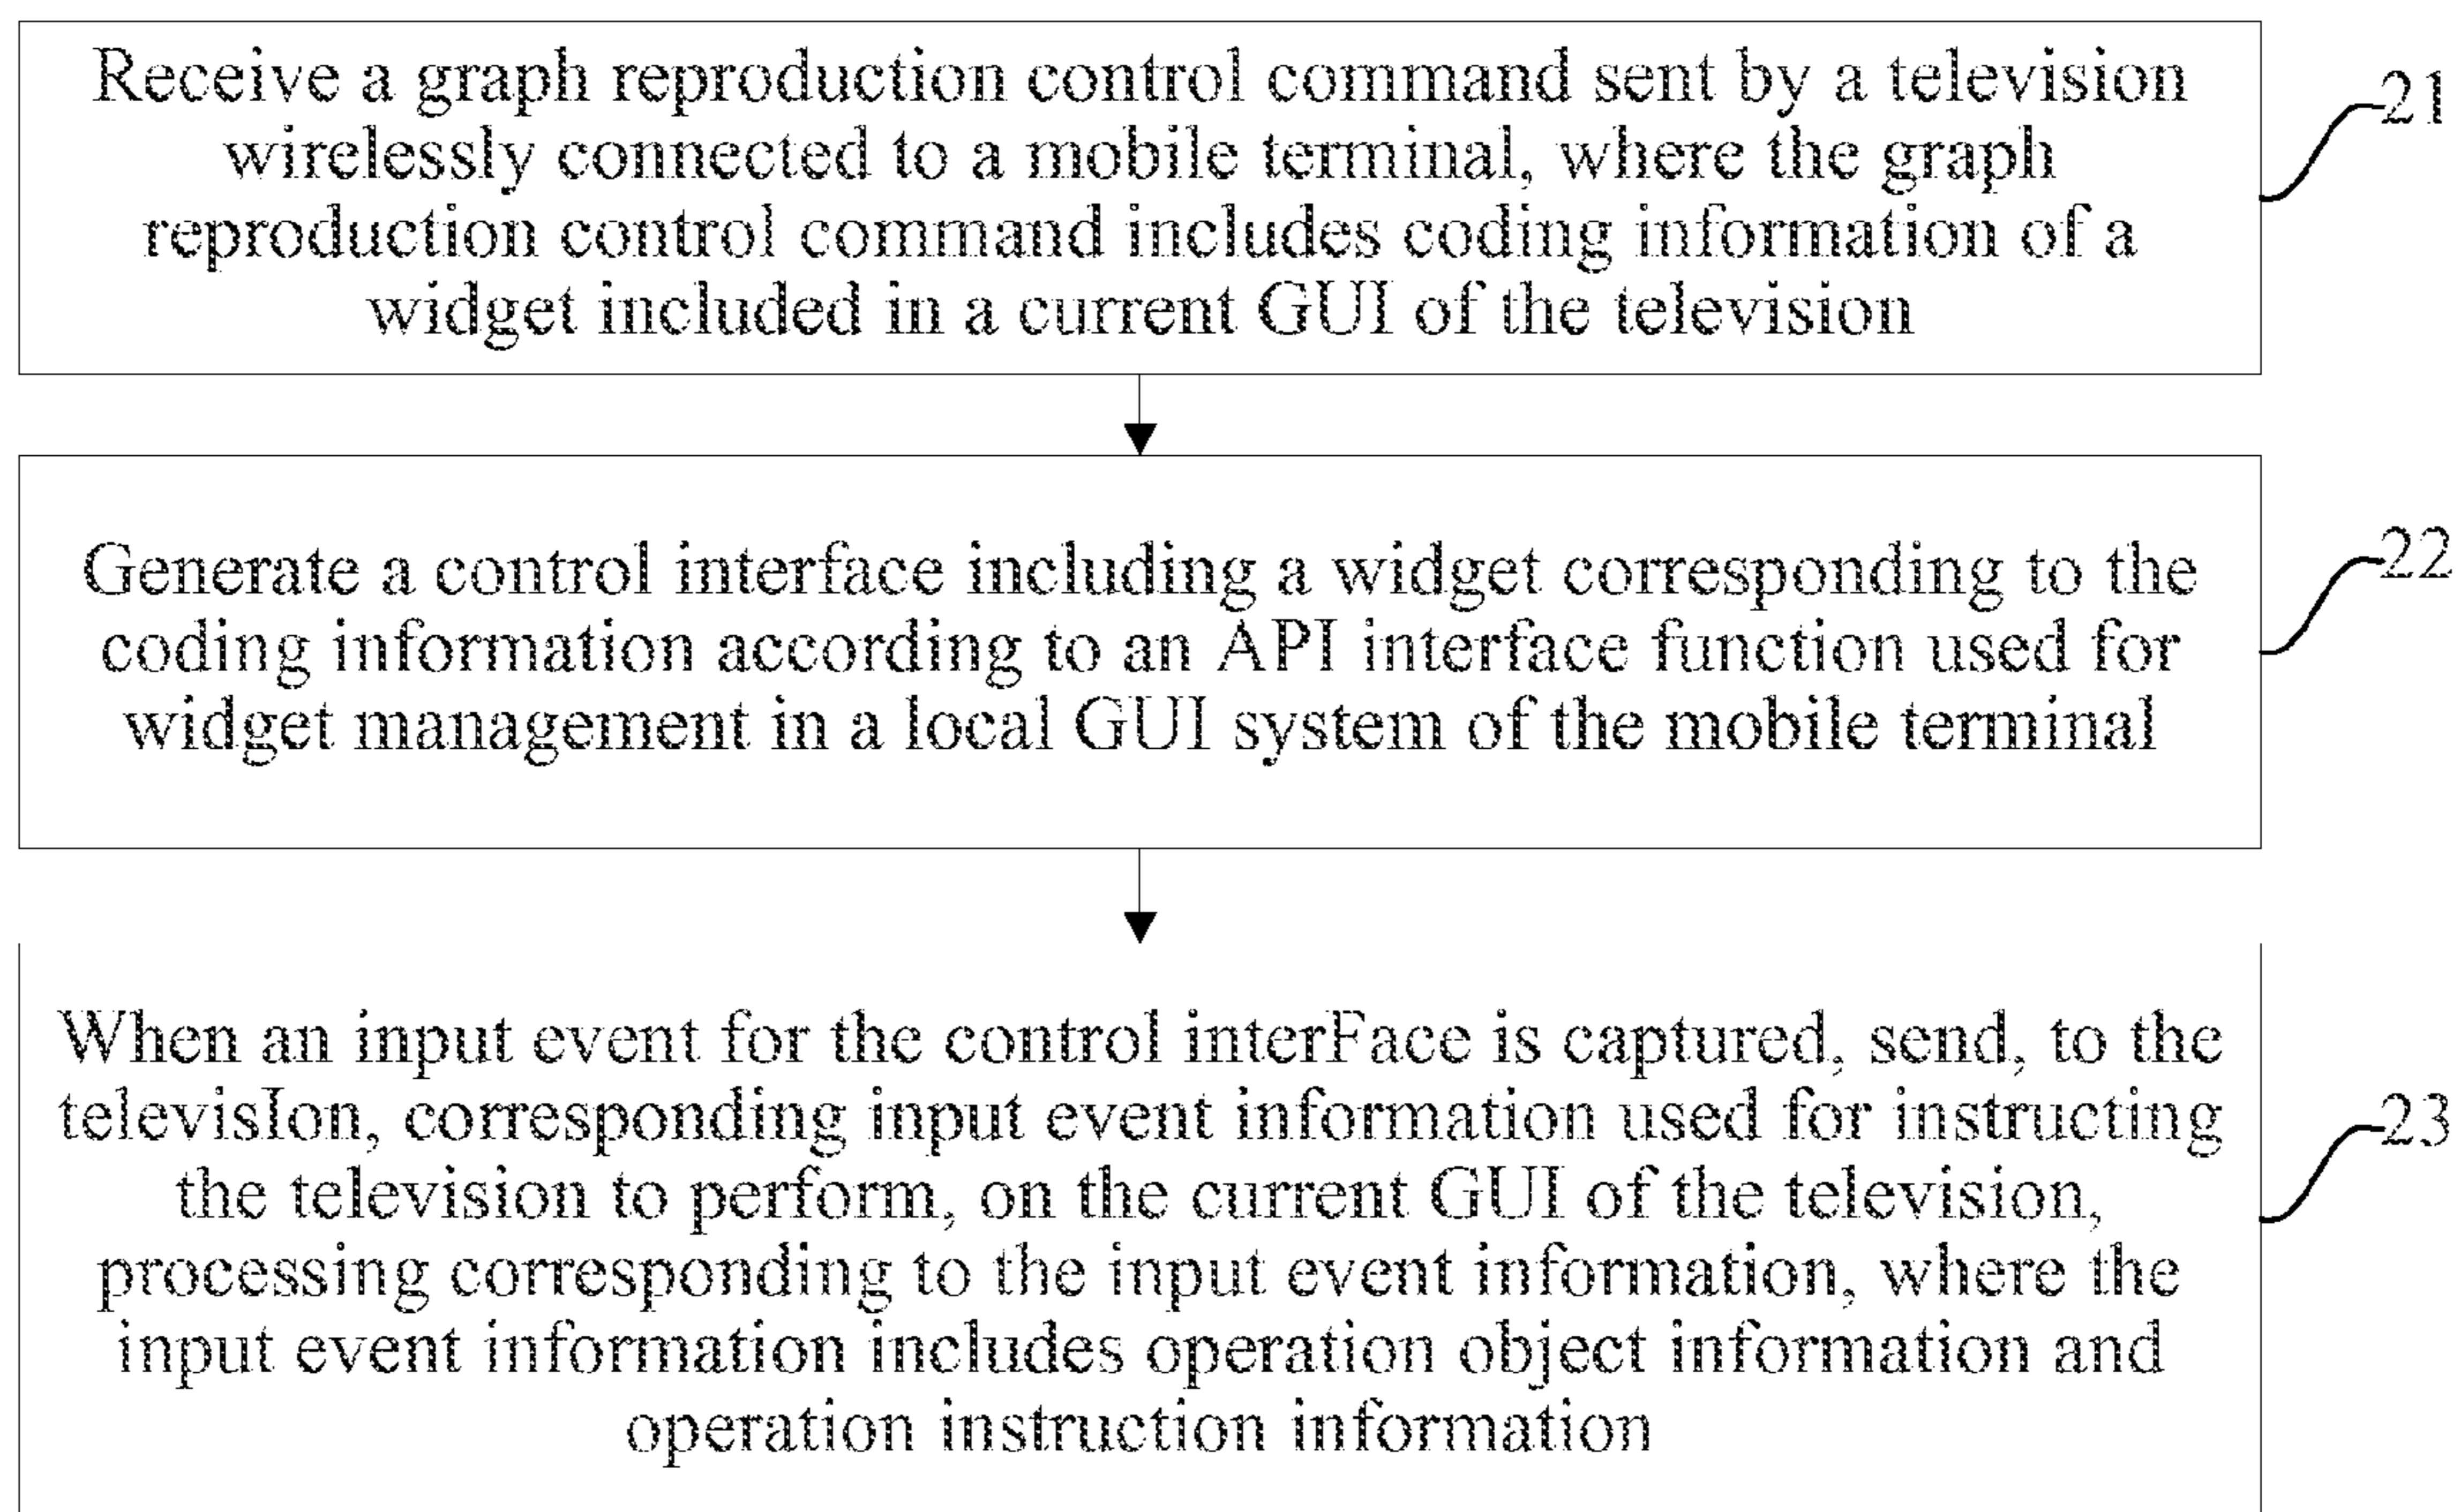 Receive a graph reproduction control command sent by a television
wirelessly connected to a mobile terminal, where the graph
reproduction control command includes coding information of a
widget included in a current GUI of the television
21
Generate a control interface including a widget corresponding to the
coding information according to an API interface function used for
widget management in a local GUI system of the mobile terminal
22
When an input event for the control interFace is captured, send, to the
televisIon, corresponding input event information used for instructing
the television to perform, on the current GUI of the television,
processing corresponding to the input event information, where the
input event information includes operation object information and
operation instruction information
23